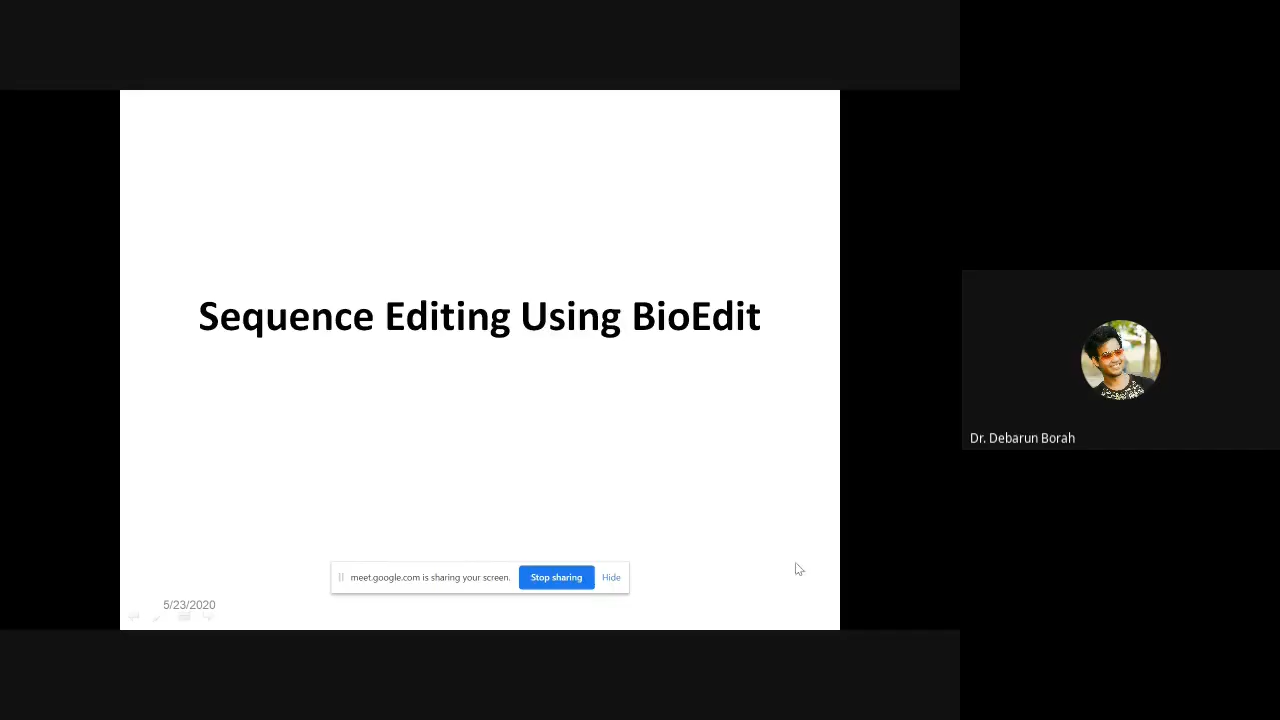 Sequence Editing Using BioEdit
meet.google.com is sharing your screen. Stop sharing Hide
5/23/2020
Dr. Debarun Borah